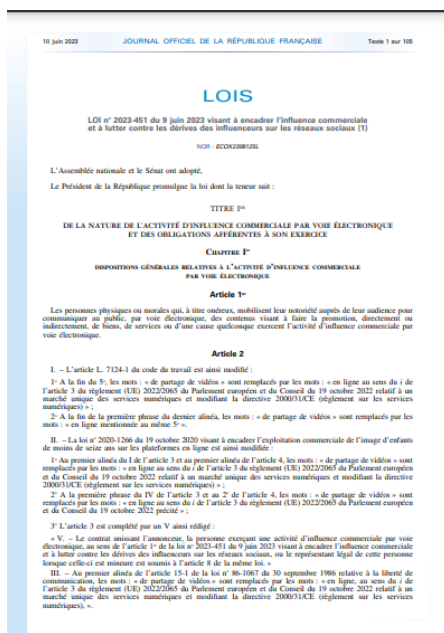 10 juin 2023 JOURNAL OFFICIEL DE LA RÉPUBLIQUE FRANÇAISE Texte 1 sur 105
LOIS
LOI nº 2023-451 du 9 juin 2023 visant à encadrer l'influence commerciale
et à lutter contre les dérives des influenceurs sur les réseaux sociaux (1)
NOR : ECOX2308125L
L'Assemblée nationale et le Sénat ont adopté,
Le Président de la République promulgue la loi dont la teneur suit :
TITRE Iᵉʳ
DE LA NATURE DE L'ACTIVITÉ D'INFLUENCE COMMERCIALE PAR VOIE ÉLECTRONIQUE
ET DES OBLIGATIONS AFFÉRENTES À SON EXERCICE
CHAPITRE Iᵉʳ
DISPOSITIONS GÉNÉRALES RELATIVES À L'ACTIVITÉ D'INFLUENCE COMMERCIALE
PAR VOIE ÉLECTRONIQUE
Article 1ᵉʳ
Les personnes physiques ou morales qui, à titre onéreux, mobilisent leur notoriété auprès de leur audience pour
communiquer au public, par voie électronique, des contenus visant à faire la promotion, directement ou
indirectement, de biens, de services ou d'une cause quelconque exercent l'activité d'influence commerciale par
voie électronique.
Article 2
I. – L'article L. 7124-1 du code du travail est ainsi modifié :
1º A la fin du 5º, les mots : « de partage de vidéos » sont remplacés par les mots : « en ligne au sens du i de
l'article 3 du règlement (UE) 2022/2065 du Parlement européen et du Conseil du 19 octobre 2022 relatif à un
marché unique des services numériques et modifiant la directive 2000/31/CE (règlement sur les services
numériques) » ;
2º A la fin de la première phrase du dernier alinéa, les mots : « de partage de vidéos » sont remplacés par les
mots : « en ligne mentionnée au même 5º ».
II. – La loi nº 2020-1266 du 19 octobre 2020 visant à encadrer l'exploitation commerciale de l'image d'enfants
de moins de seize ans sur les plateformes en ligne est ainsi modifiée :
1º Au premier alinéa de l'article 3 et au premier alinéa de l'article 4, les mots : « de partage de vidéos » sont
remplacés par les mots : « en ligne au sens du i de l'article 3 du règlement (UE) 2022/2065 du Parlement européen
et du Conseil du 19 octobre 2022 relatif à un marché unique des services numériques et modifiant la directive
2000/31/CE (règlement sur les services numériques) » ;
2º A la première phrase du IV de l'article 3 et au 2º de l'article 4, les mots : « de partage de vidéos » sont
remplacés par les mots : « en ligne au sens du i de l'article 3 du règlement (UE) 2022/2065 du Parlement européen
et du Conseil du 19 octobre 2022 précité » ;
3º L'article 3 est complété par un V ainsi rédigé :
« V. – Le contrat unissant l'annonceur, la personne exerçant une activité d'influence commerciale par voie
électronique, au sens de l'article 1ᵉʳ de la loi nº 2023-451 du 9 juin 2023 visant à encadrer l'influence commerciale
et à lutter contre les dérives des influenceurs sur les réseaux sociaux, ou le représentant légal de cette personne
lorsque celle-ci est mineure est soumis à l'article 8 de la même loi. »
III. – Au premier alinéa de l'article 15-1 de la loi nº 86-1067 du 30 septembre 1986 relative à la liberté de
communication, les mots : « de partage de vidéos » sont remplacés par les mots : « en ligne, au sens du i de
l'article 3 du règlement (UE) 2022/2065 du Parlement européen et du Conseil du 19 octobre 2022 relatif à un
marché unique des services numériques et modifiant la directive 2000/31/CE (règlement sur les services
numériques), ».